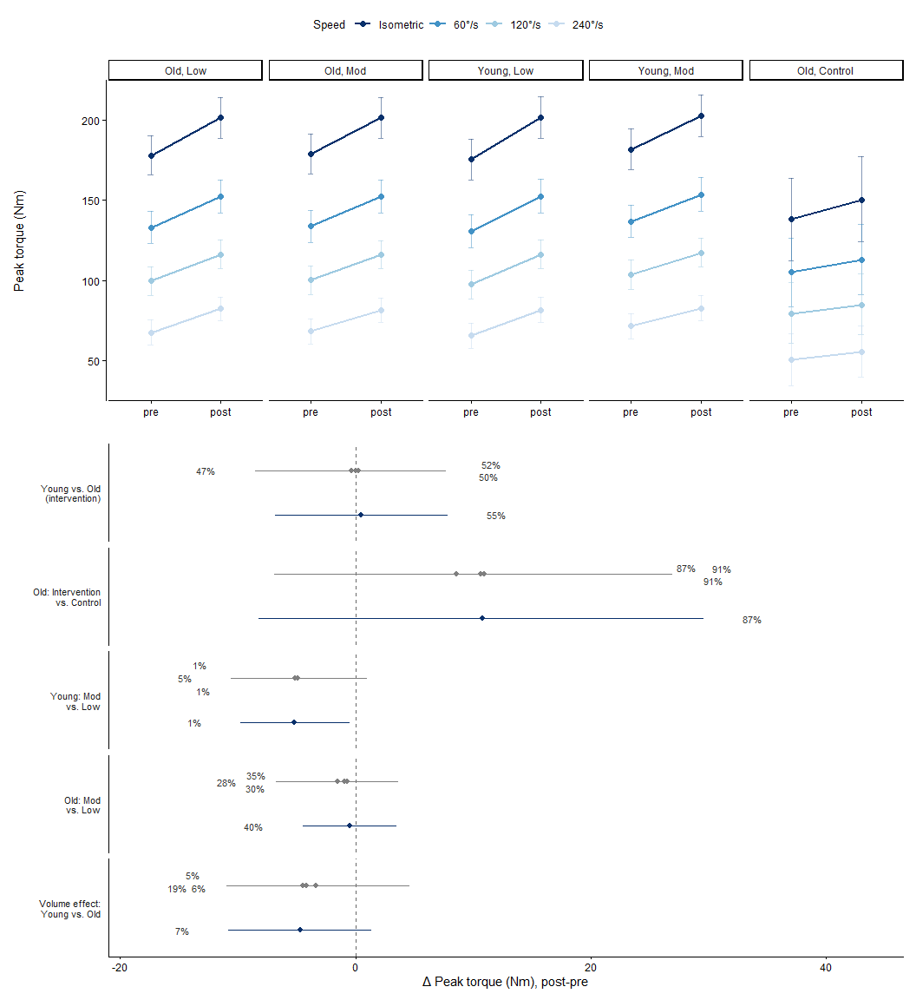 Speed Isometric 60°/s 120°/s 240°/s
Old, Low Old, Mod Young, Low Young, Mod Old, Control
Peak torque (Nm)
200
150
100
50
pre post pre post pre post pre post pre post
Young vs. Old
(intervention)
47% 52%
50%
55%
Old: Intervention
vs. Control
87% 91%
91%
87%
Young: Mod
vs. Low
1%
5%
1%
1%
Old: Mod
vs. Low
35%
28%
30%
40%
Volume effect:
Young vs. Old
5%
19% 6%
7%
-20 0 20 40
Δ Peak torque (Nm), post-pre